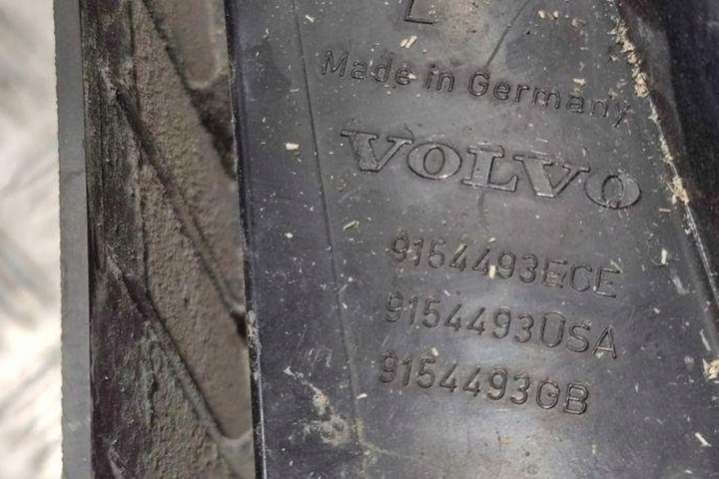 L
Made in Germany
VOLVO
9154493ECE
9154493USA
9154493GB